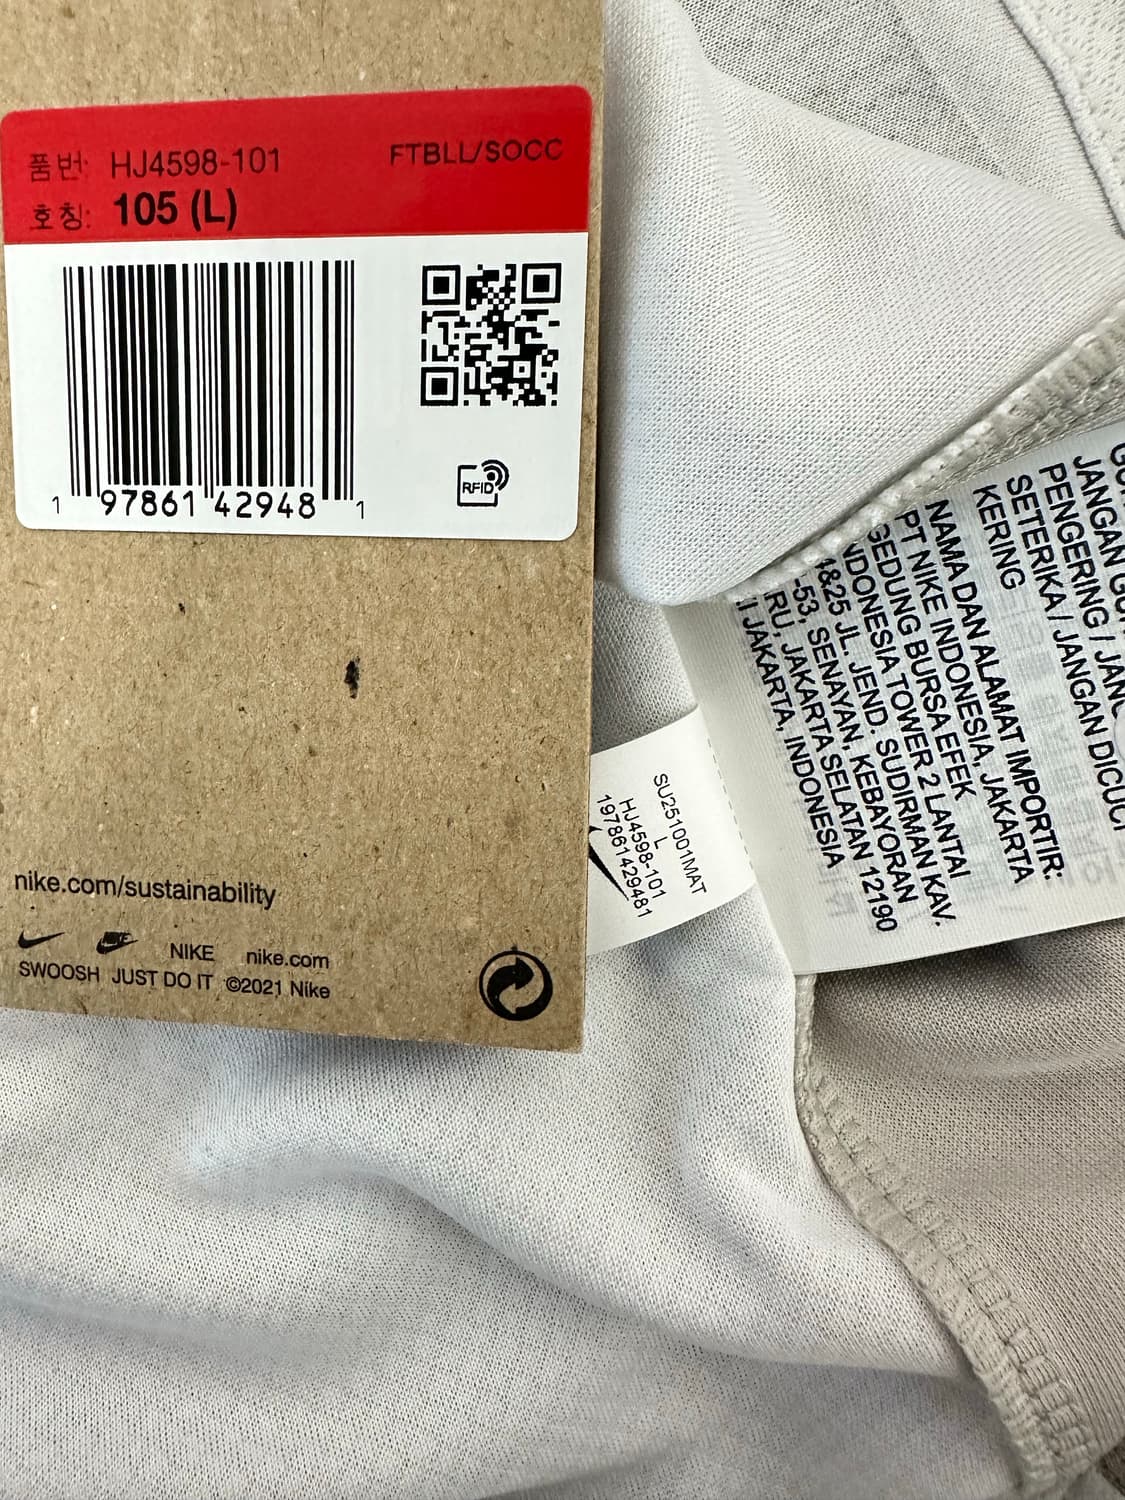 품번: HJ4598-101
FTBLL/SOCC
호칭: 105 (L)
1 97861 42948 1
RFID
nike.com/sustainability
NIKE nike.com
SWOOSH JUST DO IT ©2021 Nike
SU251001MAT
L
HJ4598-101
197861429481
JANGAN
PENGERING /
SETERIKA / JANGAN DICUCI
KERING
NAMA DAN ALAMAT IMPORTIR:
PT NIKE INDONESIA, JAKARTA
GEDUNG BURSA EFEK
INDONESIA TOWER 2 LANTAI
4&25 JL. JEND. SUDIRMAN KAV.
-53, SENAYAN, KEBAYORAN
RU, JAKARTA SELATAN 12190
I JAKARTA, INDONESIA